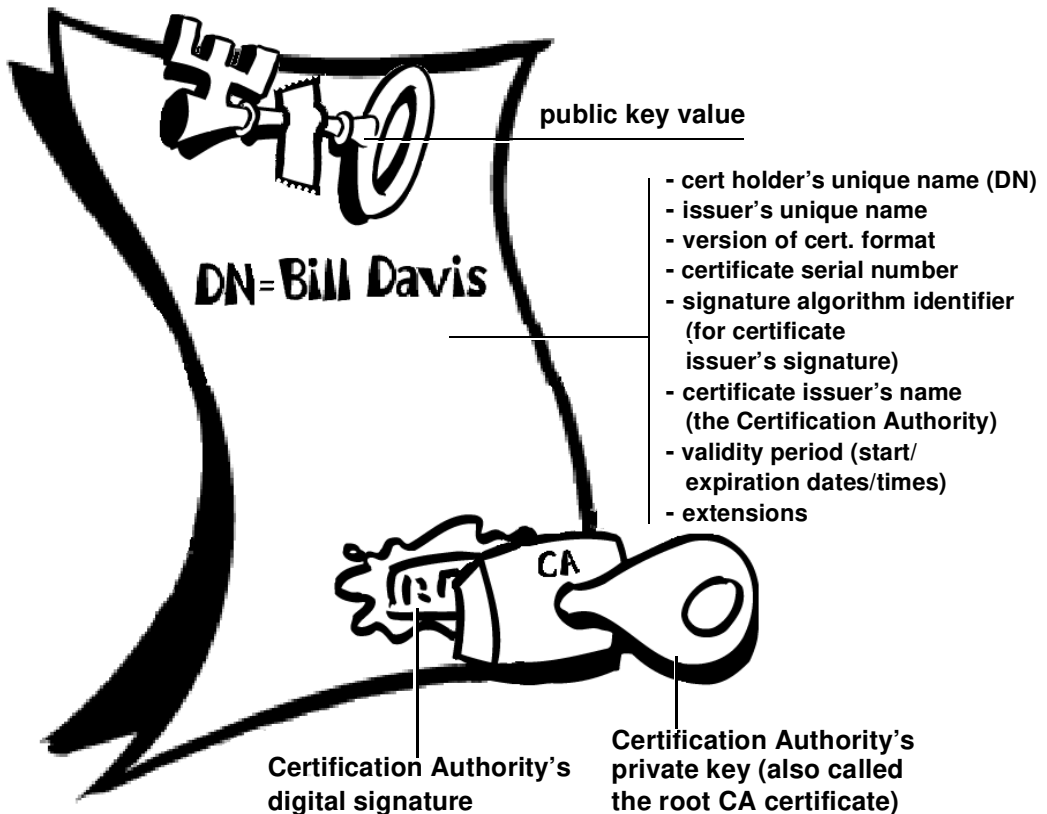 public key value
- cert holder's unique name (DN)
- issuer's unique name
- version of cert. format
- certificate serial number
- signature algorithm identifier
(for certificate
issuer's signature)
- certificate issuer's name
(the Certification Authority)
- validity period (start/
expiration dates/times)
- extensions
DN=Bill Davis
CA
Certification Authority's
digital signature
Certification Authority's
private key (also called
the root CA certificate)